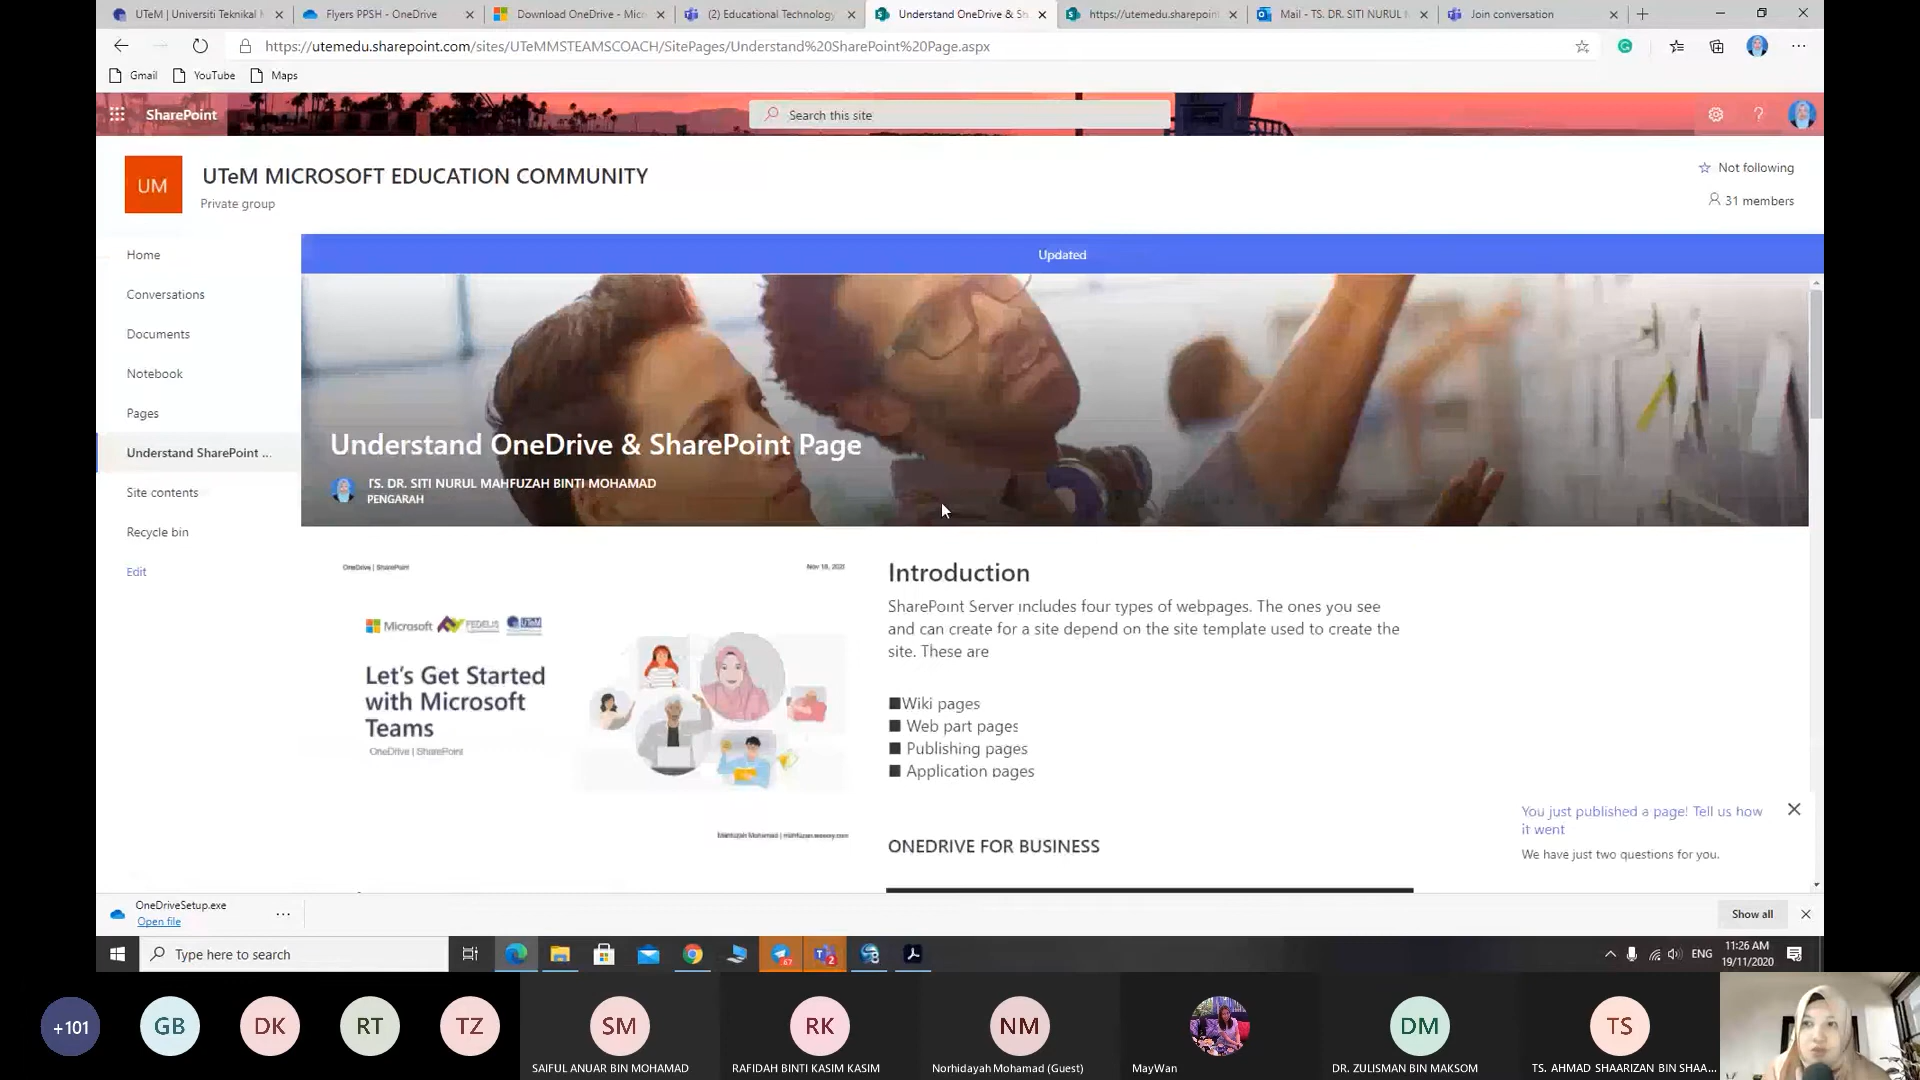 UTeM | Universiti Teknikal
Flyers PPSH - OneDrive
Download OneDrive - Micr
(2) Educational Technology
Understand OneDrive & Sh
https://utemedu.sharepoint
Mail - TS. DR. SITI NURUL
Join conversation
https://utemedu.sharepoint.com/sites/UTeMMSTEAMSCOACH/SitePages/Understand%20SharePoint%20Page.aspx
Gmail
YouTube
Maps
SharePoint
Search this site
UM
UTeM MICROSOFT EDUCATION COMMUNITY
Private group
Not following
31 members
Home
Conversations
Documents
Notebook
Pages
Understand SharePoint ...
Site contents
Recycle bin
Edit
Updated
Understand OneDrive & SharePoint Page
TS. DR. SITI NURUL MAHFUZAH BINTI MOHAMAD
PENGARAH
OneDrive | SharePoint
Microsoft
FEDELIS
UTeM
Let's Get Started
with Microsoft
Teams
OneDrive | SharePoint
Introduction
SharePoint Server includes four types of webpages. The ones you see
and can create for a site depend on the site template used to create the
site. These are
■Wiki pages
■ Web part pages
■ Publishing pages
■ Application pages
ONEDRIVE FOR BUSINESS
You just published a page! Tell us how
it went
We have just two questions for you.
OneDriveSetup.exe
Open file
Show all
Type here to search
67
2
ENG
11:26 AM
19/11/2020
+101
GB
DK
RT
TZ
SM
SAIFUL ANUAR BIN MOHAMAD
RK
RAFIDAH BINTI KASIM KASIM
NM
Norhidayah Mohamad (Guest)
MayWan
DM
DR. ZULISMAN BIN MAKSOM
TS
TS. AHMAD SHAARIZAN BIN SHAA...